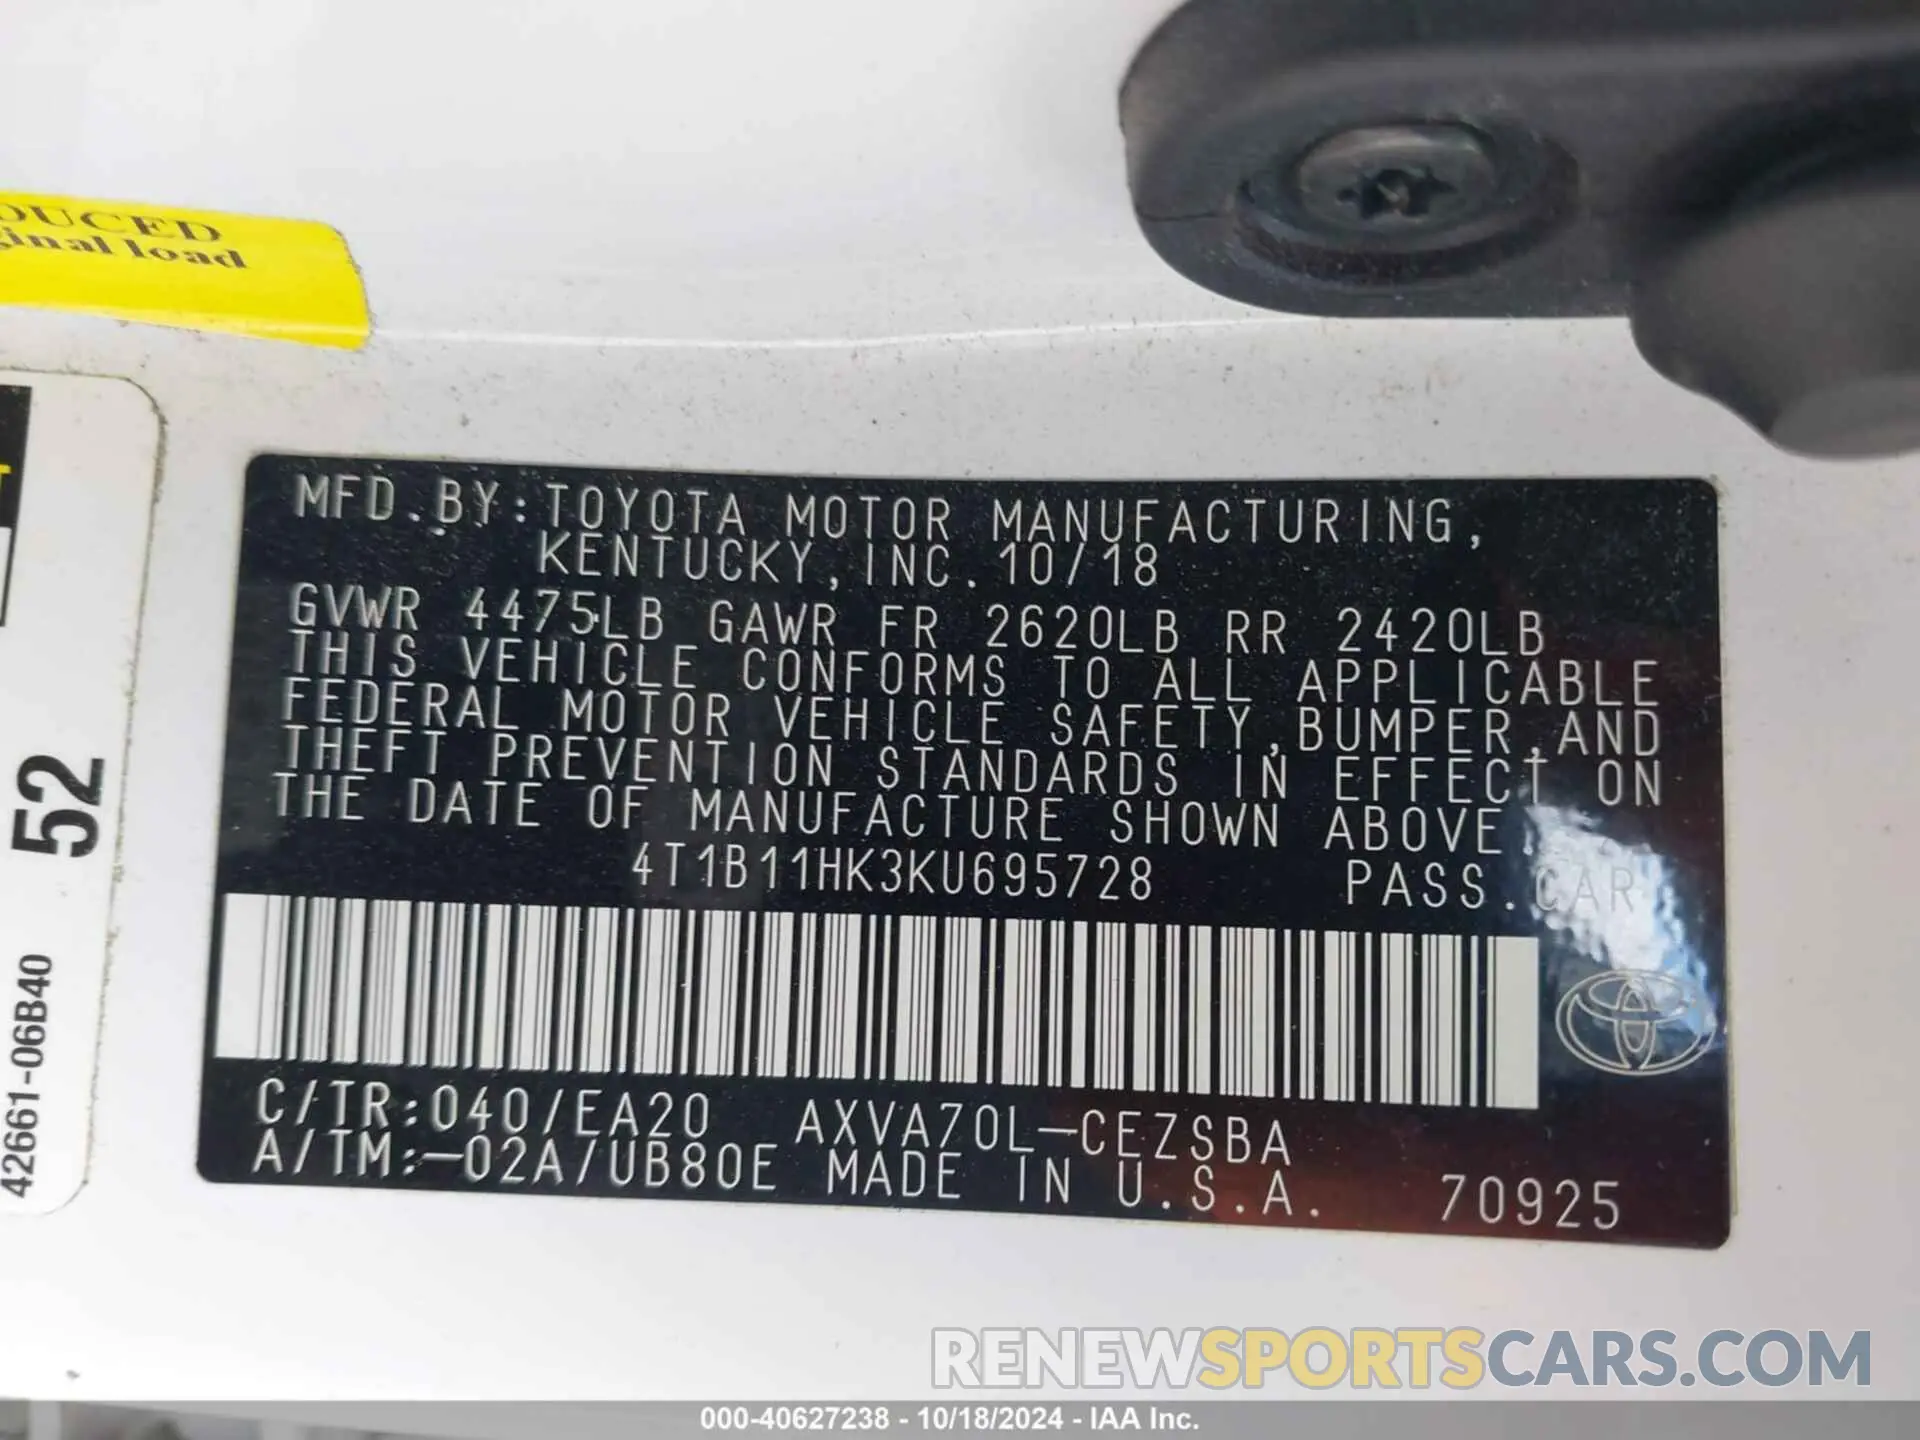 DUCED
ginal load
T
52
42661-06B40
MFD.BY:TOYOTA MOTOR MANUFACTURING,
KENTUCKY,INC.10/18
GVWR 4475LB GAWR FR 2620LB RR 2420LB
THIS VEHICLE CONFORMS TO ALL APPLICABLE
FEDERAL MOTOR VEHICLE SAFETY,BUMPER,AND
THEFT PREVENTION STANDARDS IN EFFECT ON
THE DATE OF MANUFACTURE SHOWN ABOVE.
4T1B11HK3KU695728 PASS.CAR
C/TR:040/EA20 AXVA70L-CEZSBA
A/TM:-02A/UB80E MADE IN U.S.A. 70925
RENEWSPORTSCARS.COM
000-40627238 - 10/18/2024 - IAA Inc.